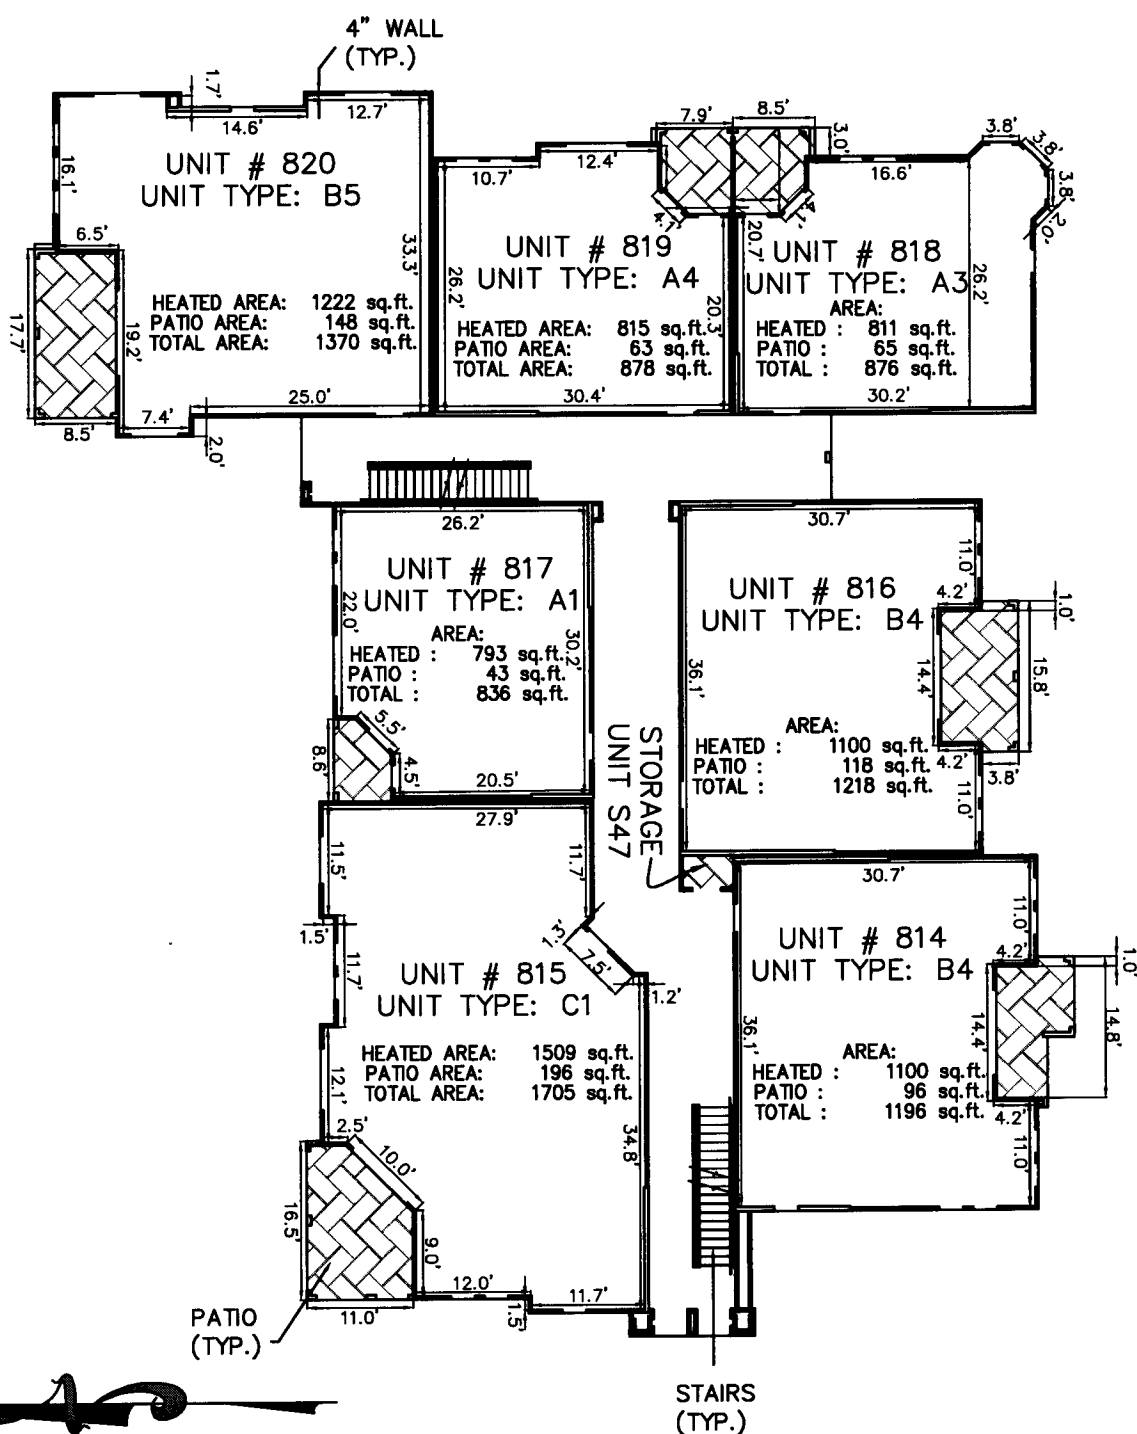 4" WALL
(TYP.)
1.7'
14.6'
12.7'
16.1'
UNIT # 820
UNIT TYPE: B5
33.3'
6.5'
17.7'
19.2'
HEATED AREA: 1222 sq.ft.
PATIO AREA: 148 sq.ft.
TOTAL AREA: 1370 sq.ft.
25.0'
7.4'
8.5'
2.0'
7.9'
10.7'
12.4'
4.1'
UNIT # 819
UNIT TYPE: A4
26.2'
20.3'
HEATED AREA: 815 sq.ft.
PATIO AREA: 63 sq.ft.
TOTAL AREA: 878 sq.ft.
30.4'
8.5'
3.0'
16.6'
3.8'
3.8'
3.8'
2.0'
4.1'
20.7'
UNIT # 818
UNIT TYPE: A3
26.2'
AREA:
HEATED : 811 sq.ft.
PATIO : 65 sq.ft.
TOTAL : 876 sq.ft.
30.2'
26.2'
UNIT # 817
UNIT TYPE: A1
22.0'
30.2'
AREA:
HEATED : 793 sq.ft.
PATIO : 43 sq.ft.
TOTAL : 836 sq.ft.
5.5'
8.6'
4.5'
20.5'
STORAGE
UNIT S47
30.7'
11.0'
UNIT # 816
UNIT TYPE: B4
4.2'
1.0'
36.1'
14.4'
15.8'
AREA:
HEATED : 1100 sq.ft.
PATIO : 118 sq.ft.
TOTAL : 1218 sq.ft.
4.2'
3.8'
11.0'
27.9'
11.5'
11.7'
1.5'
11.7'
1.3'
7.5'
1.2'
UNIT # 815
UNIT TYPE: C1
HEATED AREA: 1509 sq.ft.
PATIO AREA: 196 sq.ft.
TOTAL AREA: 1705 sq.ft.
12.1'
2.5'
10.0'
34.8'
16.5'
9.0'
12.0'
11.0'
1.5'
11.7'
PATIO
(TYP.)
30.7'
11.0'
UNIT # 814
UNIT TYPE: B4
4.2'
1.0'
36.1'
14.4'
14.8'
AREA:
HEATED : 1100 sq.ft.
PATIO : 96 sq.ft.
TOTAL : 1196 sq.ft.
4.2'
11.0'
STAIRS
(TYP.)